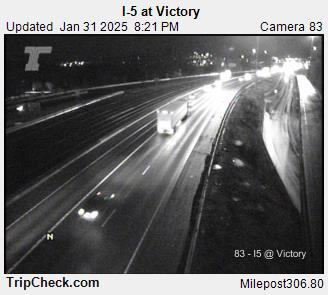 I-5 at Victory
Updated Jan 31 2025 8:21 PM Camera 83
T
N
83 - I5 @ Victory
TripCheck.com Milepost306.80